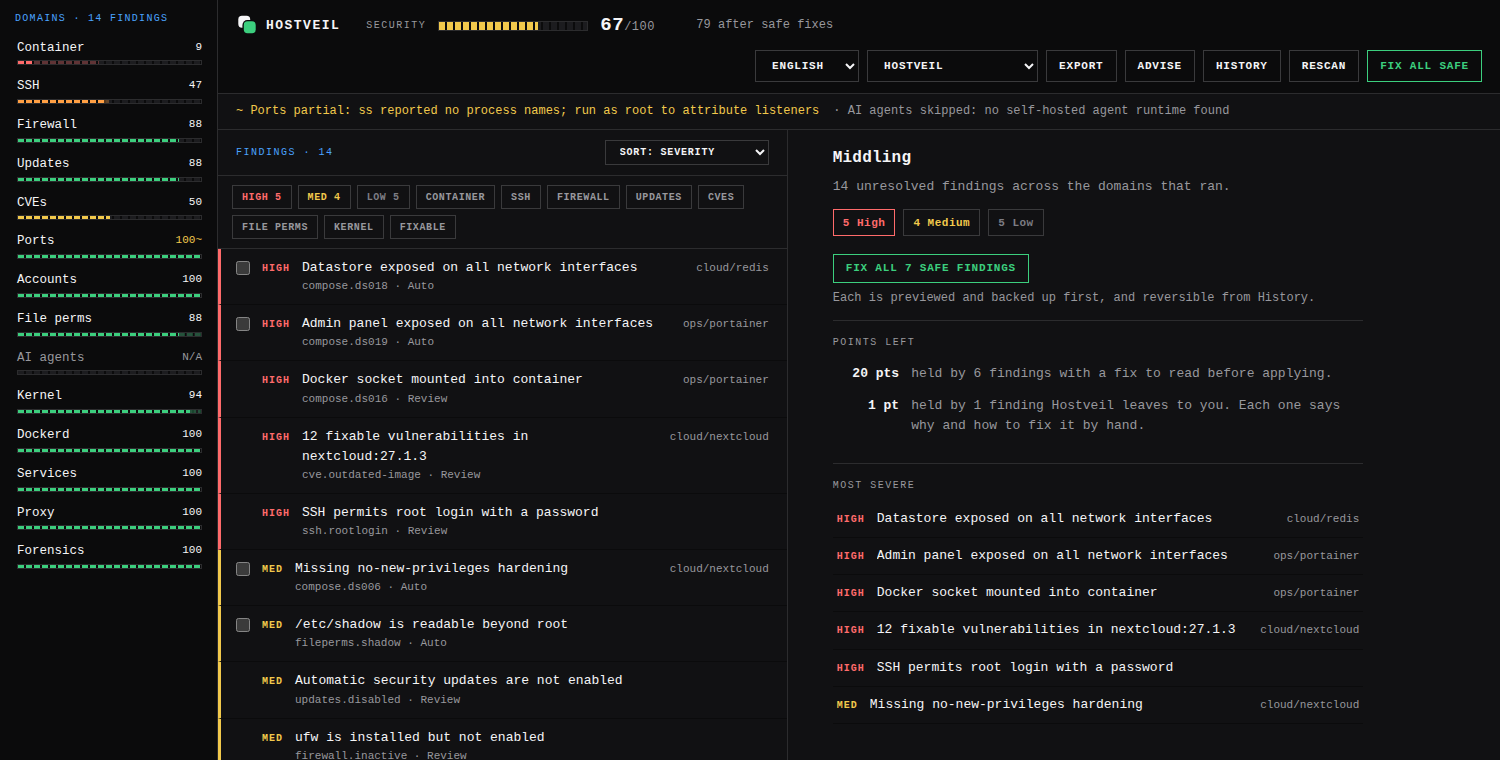 DOMAINS · 14 FINDINGS
Container 9
SSH 47
Firewall 88
Updates 88
CVEs 50
Ports 100~
Accounts 100
File perms 88
AI agents N/A
Kernel 94
Dockerd 100
Services 100
Proxy 100
Forensics 100
HOSTVEIL SECURITY 67/100 79 after safe fixes
ENGLISH HOSTVEIL EXPORT ADVISE HISTORY RESCAN FIX ALL SAFE
~ Ports partial: ss reported no process names; run as root to attribute listeners · AI agents skipped: no self-hosted agent runtime found
FINDINGS · 14 SORT: SEVERITY
HIGH 5 MED 4 LOW 5 CONTAINER SSH FIREWALL UPDATES CVES
FILE PERMS KERNEL FIXABLE
HIGH Datastore exposed on all network interfaces cloud/redis
compose.ds018 · Auto
HIGH Admin panel exposed on all network interfaces ops/portainer
compose.ds019 · Auto
HIGH Docker socket mounted into container ops/portainer
compose.ds016 · Review
HIGH 12 fixable vulnerabilities in cloud/nextcloud
nextcloud:27.1.3
cve.outdated-image · Review
HIGH SSH permits root login with a password
ssh.rootlogin · Review
MED Missing no-new-privileges hardening cloud/nextcloud
compose.ds006 · Auto
MED /etc/shadow is readable beyond root
fileperms.shadow · Auto
MED Automatic security updates are not enabled
updates.disabled · Review
MED ufw is installed but not enabled
firewall.inactive · Review
Middling
14 unresolved findings across the domains that ran.
5 High 4 Medium 5 Low
FIX ALL 7 SAFE FINDINGS
Each is previewed and backed up first, and reversible from History.
POINTS LEFT
20 pts held by 6 findings with a fix to read before applying.
1 pt held by 1 finding Hostveil leaves to you. Each one says
why and how to fix it by hand.
MOST SEVERE
HIGH Datastore exposed on all network interfaces cloud/redis
HIGH Admin panel exposed on all network interfaces ops/portainer
HIGH Docker socket mounted into container ops/portainer
HIGH 12 fixable vulnerabilities in nextcloud:27.1.3 cloud/nextcloud
HIGH SSH permits root login with a password
MED Missing no-new-privileges hardening cloud/nextcloud